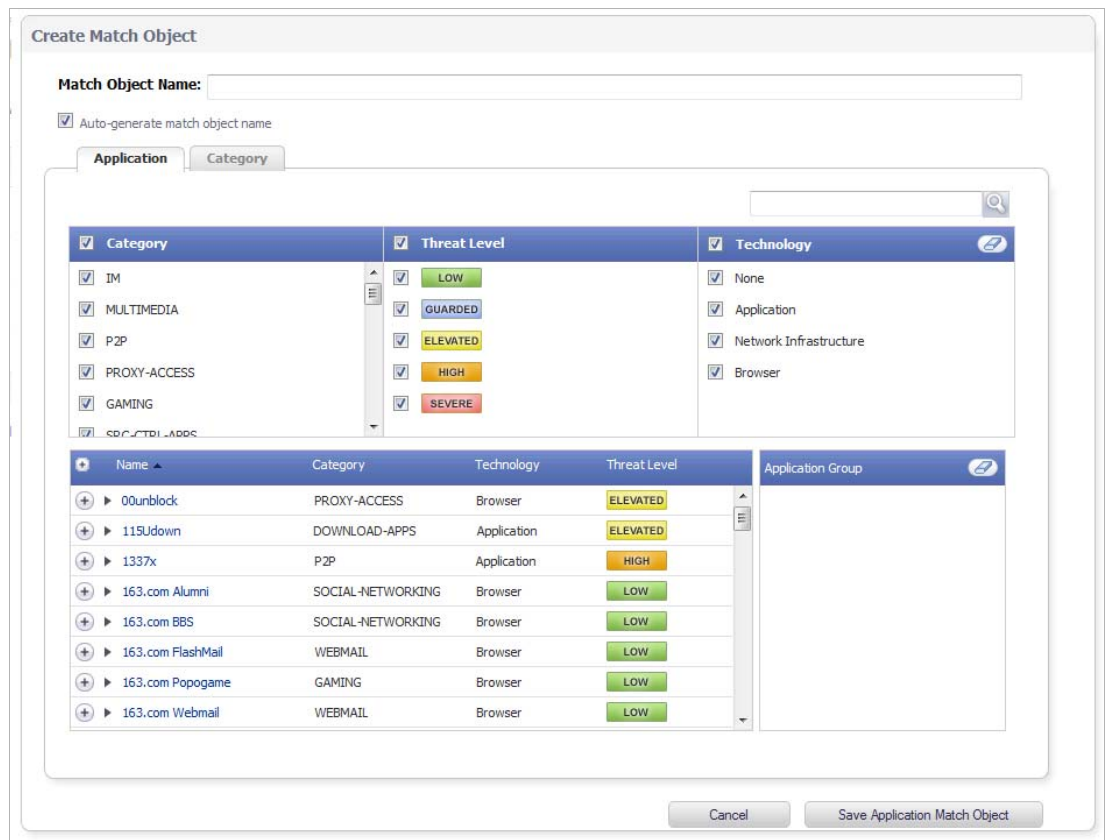 Create Match Object
Match Object Name:
Auto-generate match object name
Application Category
Category Threat Level Technology
IM LOW None
MULTIMEDIA GUARDED Application
P2P ELEVATED Network Infrastructure
PROXY-ACCESS HIGH Browser
GAMING SEVERE
SRC-CTRL-APPS
Name Category Technology Threat Level Application Group
00unblock PROXY-ACCESS Browser ELEVATED
115Udown DOWNLOAD-APPS Application ELEVATED
1337x P2P Application HIGH
163.com Alumni SOCIAL-NETWORKING Browser LOW
163.com BBS SOCIAL-NETWORKING Browser LOW
163.com FlashMail WEBMAIL Browser LOW
163.com Popogame GAMING Browser LOW
163.com Webmail WEBMAIL Browser LOW
Cancel Save Application Match Object